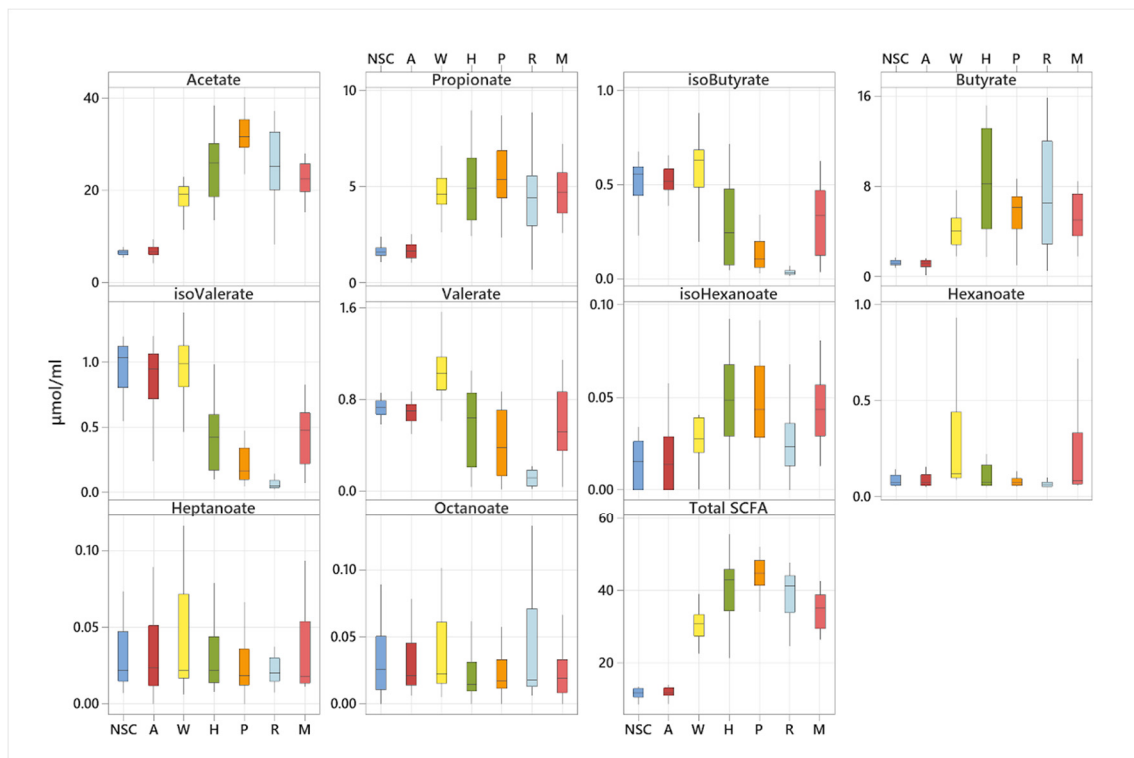 NSC A W H P R M NSC A W H P R M
Acetate Propionate isoButyrate Butyrate
40 10 1.0 16
20 5 0.5 8
0 0 0.0 0
isoValerate Valerate isoHexanoate Hexanoate
1.0 1.6 0.10 1.0
0.5 0.8 0.05 0.5
0.0 0.0 0.00 0.0
µmol/ml
Heptanoate Octanoate Total SCFA
0.10 0.10 60
0.05 0.05 40
0.00 0.00 20
NSC A W H P R M NSC A W H P R M